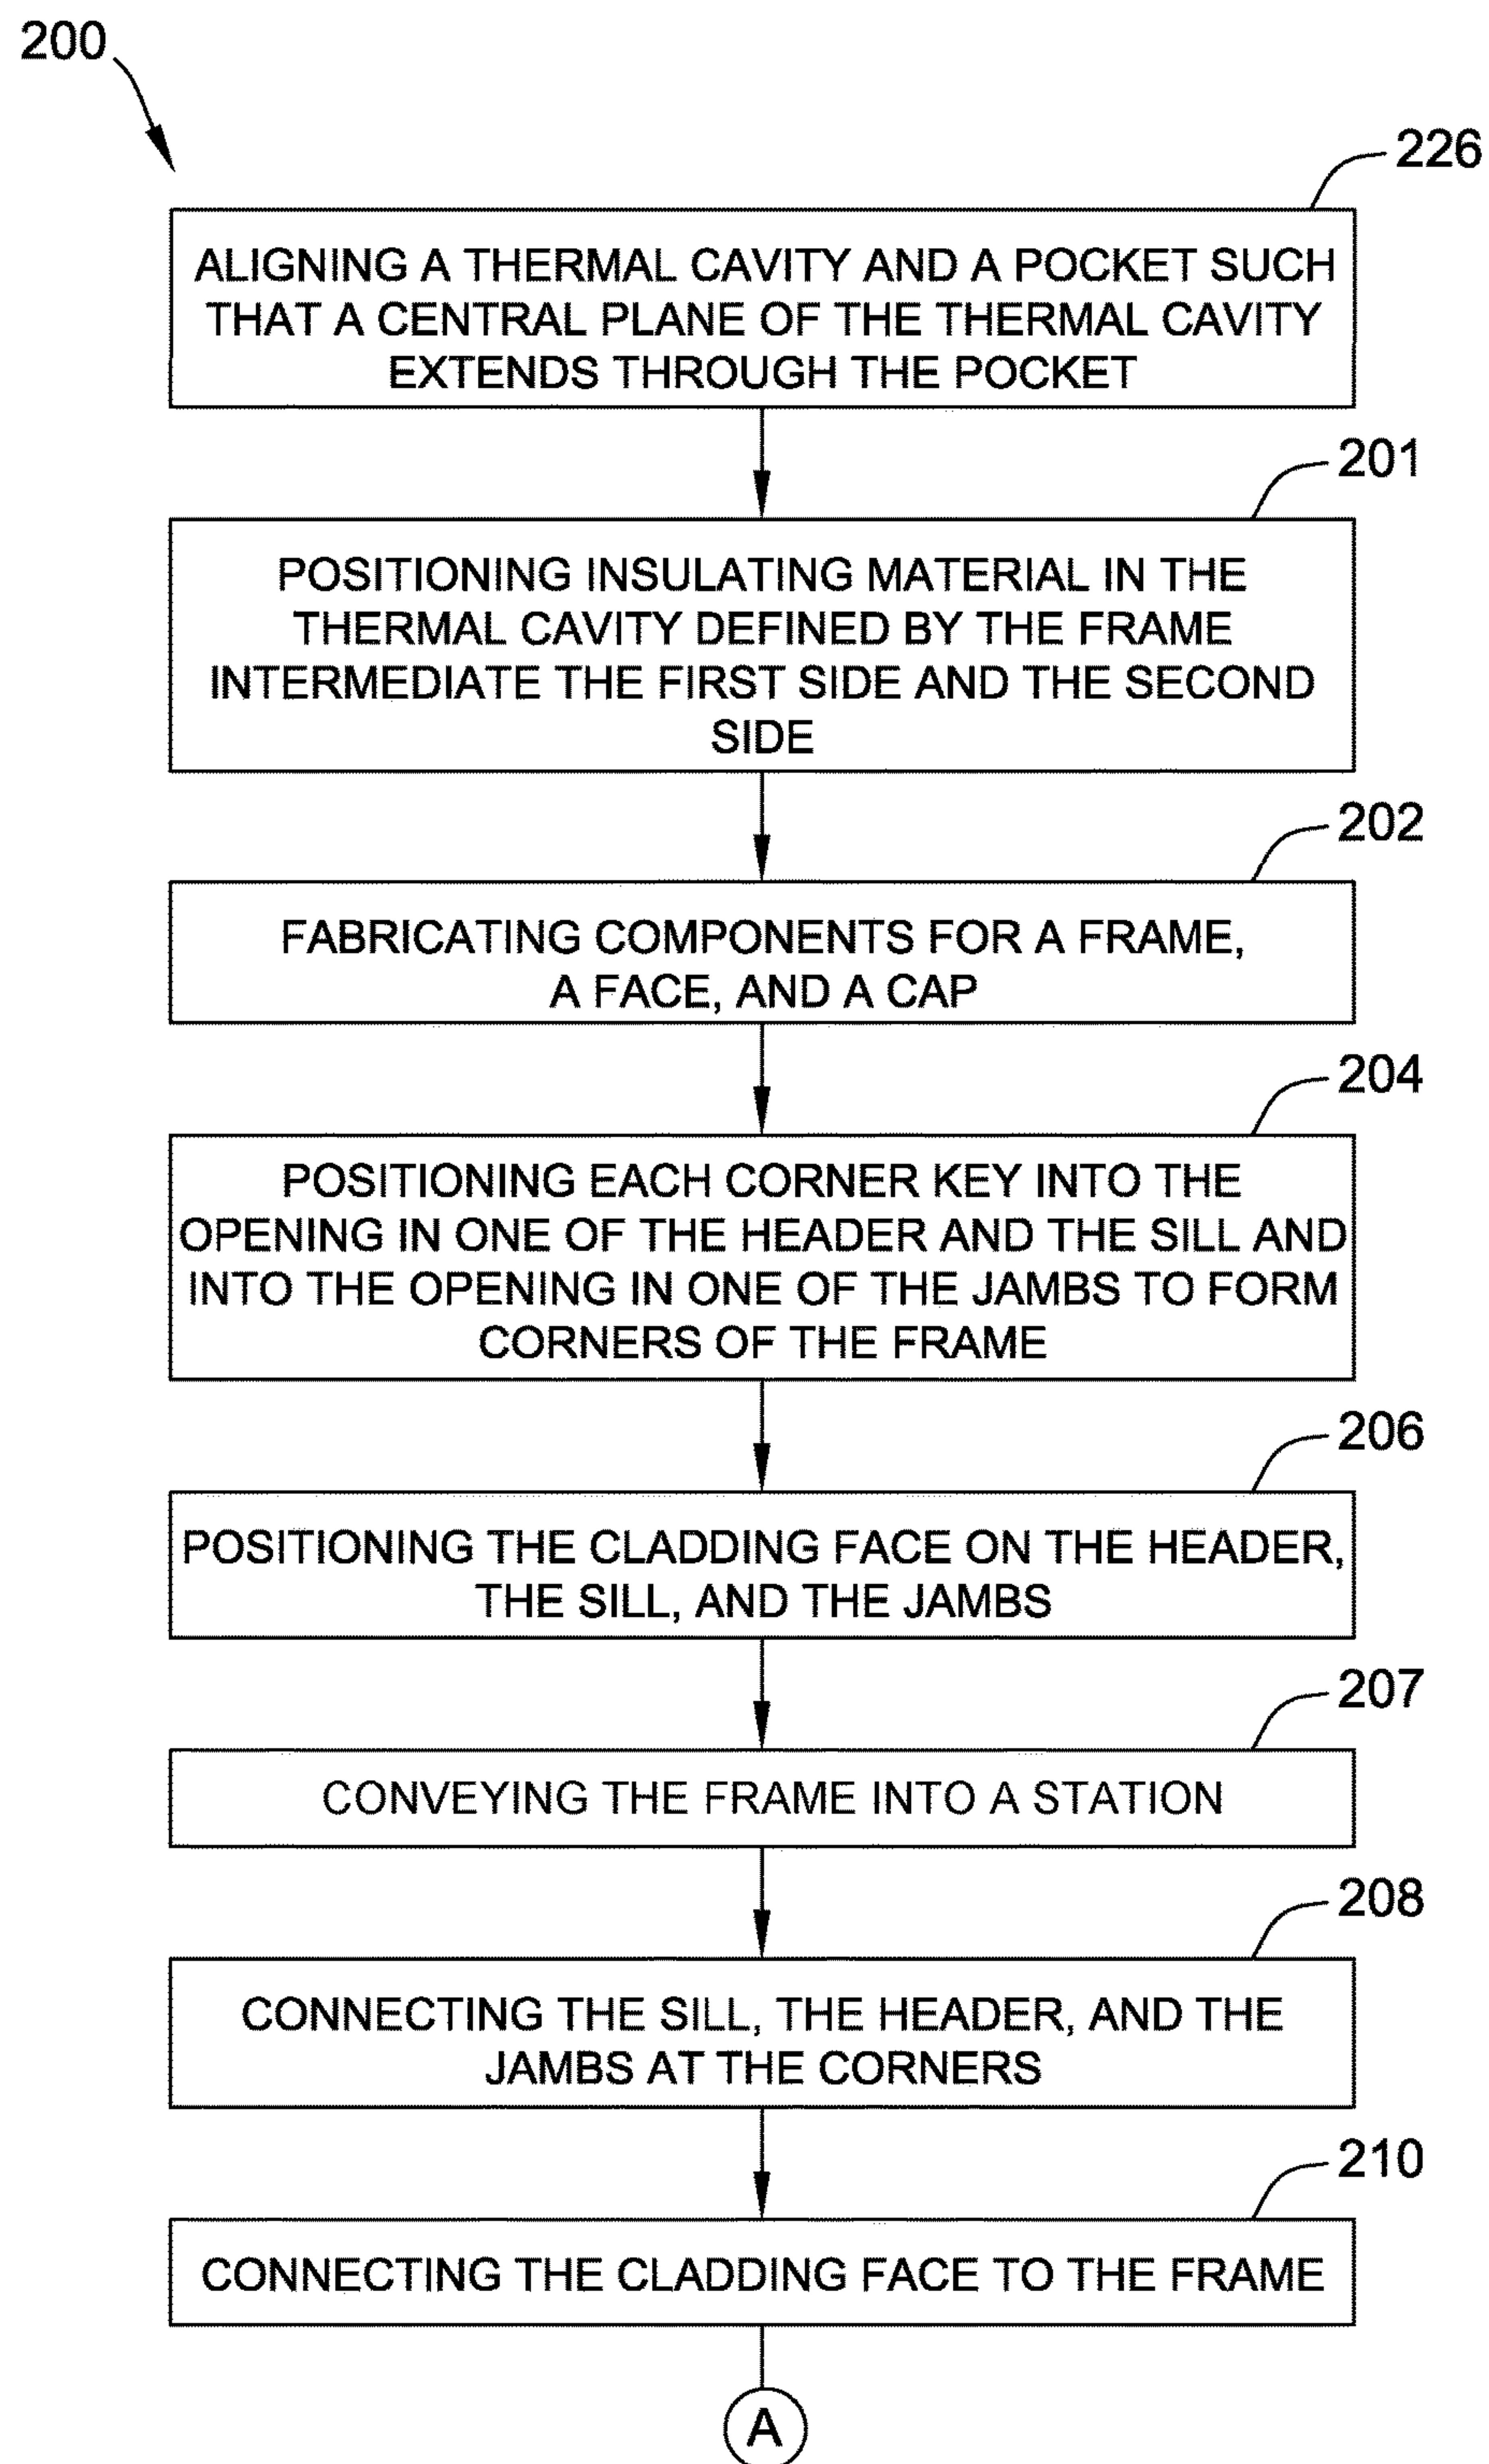 200
226
ALIGNING A THERMAL CAVITY AND A POCKET SUCH
THAT A CENTRAL PLANE OF THE THERMAL CAVITY
EXTENDS THROUGH THE POCKET
201
POSITIONING INSULATING MATERIAL IN THE
THERMAL CAVITY DEFINED BY THE FRAME
INTERMEDIATE THE FIRST SIDE AND THE SECOND
SIDE
202
FABRICATING COMPONENTS FOR A FRAME,
A FACE, AND A CAP
204
POSITIONING EACH CORNER KEY INTO THE
OPENING IN ONE OF THE HEADER AND THE SILL AND
INTO THE OPENING IN ONE OF THE JAMBS TO FORM
CORNERS OF THE FRAME
206
POSITIONING THE CLADDING FACE ON THE HEADER,
THE SILL, AND THE JAMBS
207
CONVEYING THE FRAME INTO A STATION
208
CONNECTING THE SILL, THE HEADER, AND THE
JAMBS AT THE CORNERS
210
CONNECTING THE CLADDING FACE TO THE FRAME
A